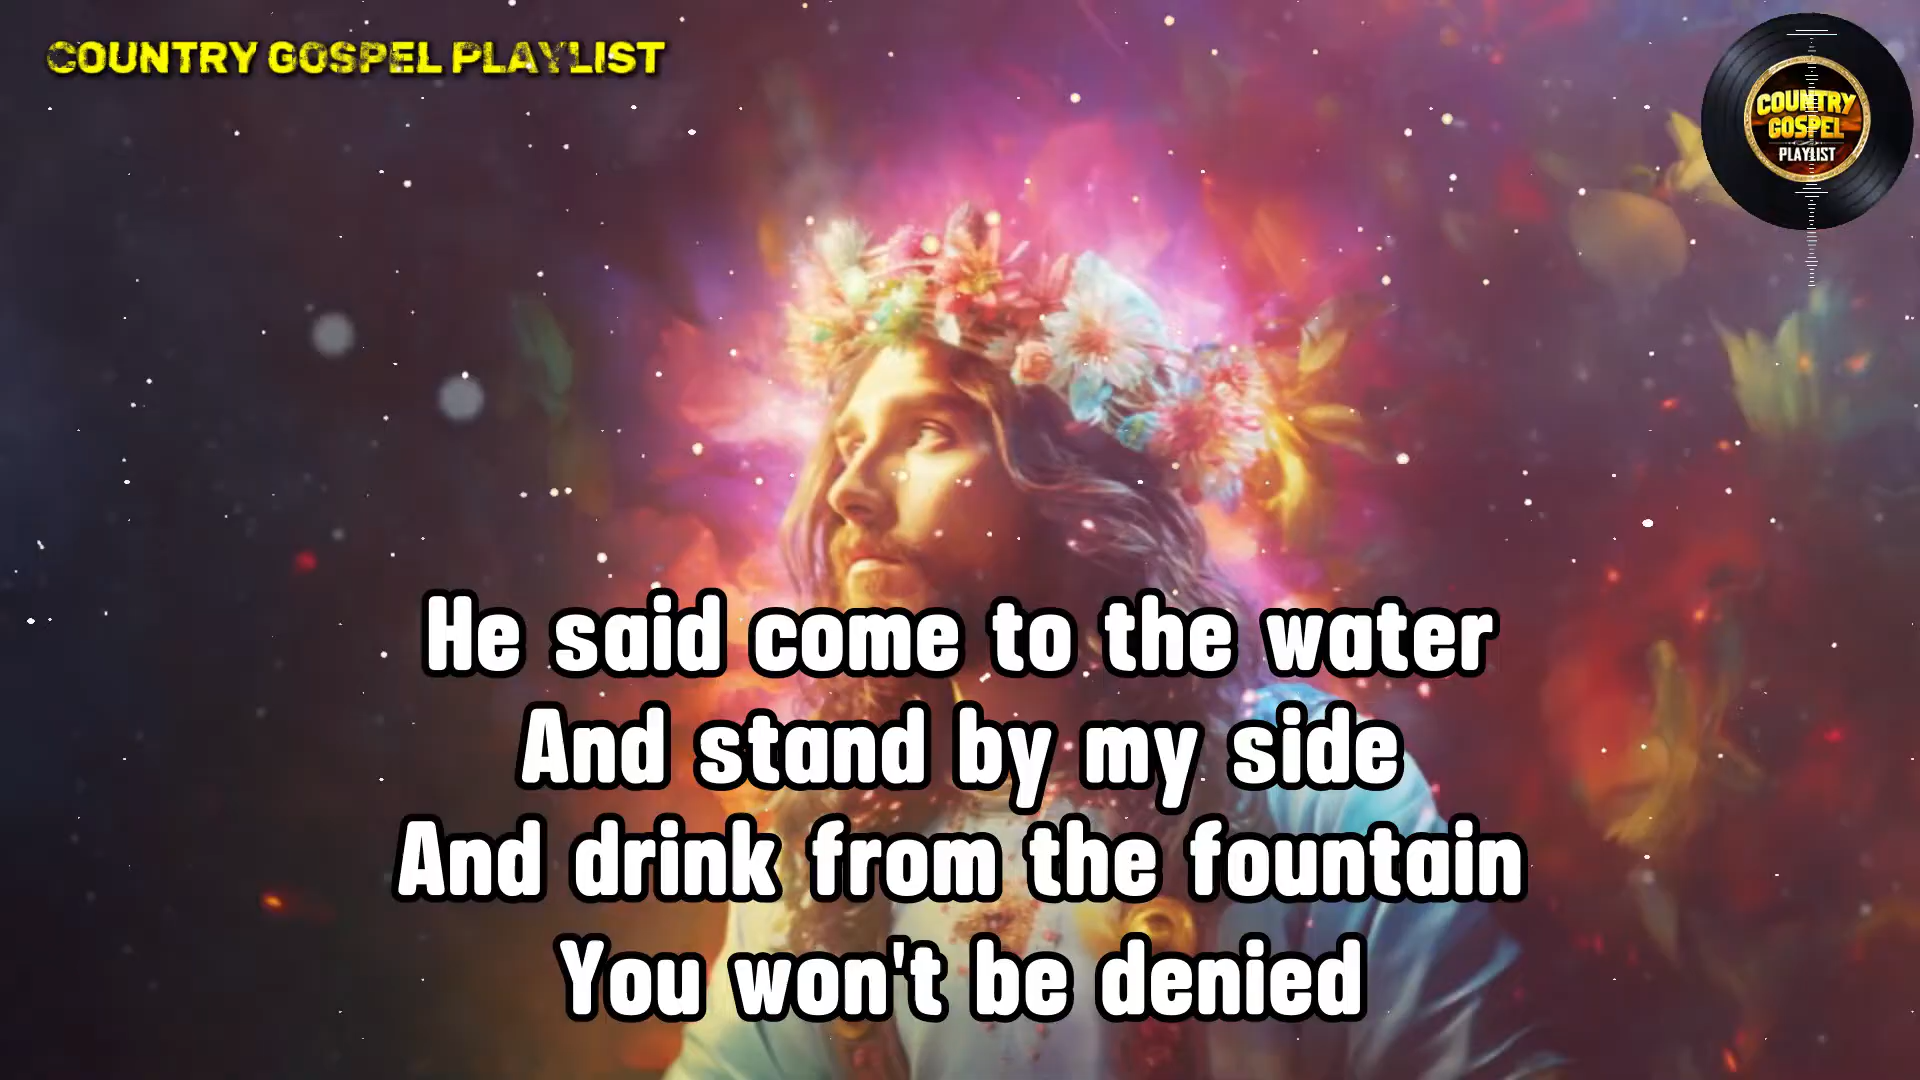 COUNTRY GOSPEL PLAYLIST
COUNTRY
GOSPEL
PLAYLIST
He said come to the water
And stand by my side
And drink from the fountain
You won't be denied